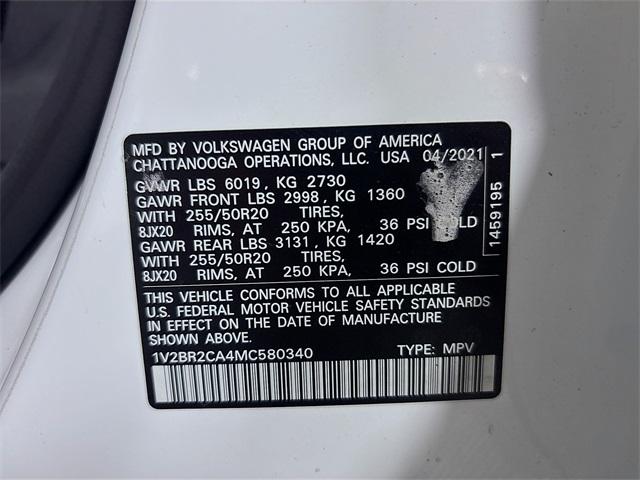 MFD BY VOLKSWAGEN GROUP OF AMERICA
CHATTANOOGA OPERATIONS, LLC. USA 04/2021
GVWR LBS 6019, KG 2730
GAWR FRONT LBS 2998, KG 1360
WITH 255/50R20 TIRES,
8JX20 RIMS, AT 250 KPA, 36 PSI COLD
GAWR REAR LBS 3131, KG 1420
WITH 255/50R20 TIRES,
8JX20 RIMS, AT 250 KPA, 36 PSI COLD
THIS VEHICLE CONFORMS TO ALL APPLICABLE
U.S. FEDERAL MOTOR VEHICLE SAFETY STANDARDS
IN EFFECT ON THE DATE OF MANUFACTURE
SHOWN ABOVE.
1V2BR2CA4MC580340 TYPE: MPV
1459195 1